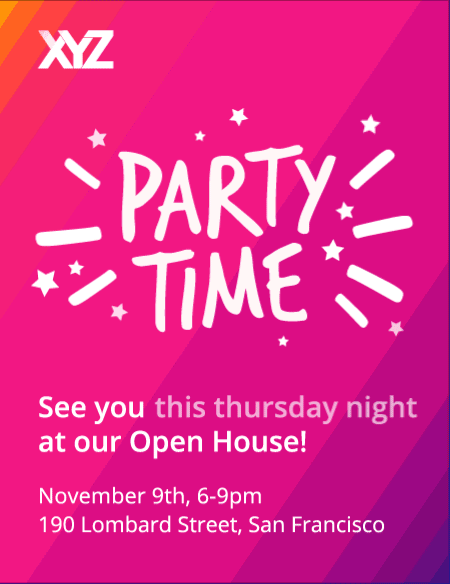 XYZ
PARTY
TIME
See you this thursday night
at our Open House!
November 9th, 6-9pm
190 Lombard Street, San Francisco